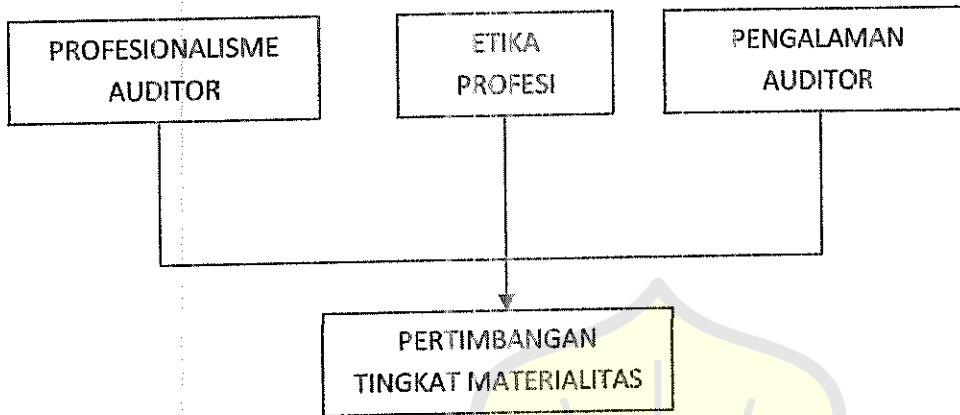 PROFESIONALISME
AUDITOR
ETIKA
PROFESI
PENGALAMAN
AUDITOR
PERTIMBANGAN
TINGKAT MATERIALITAS